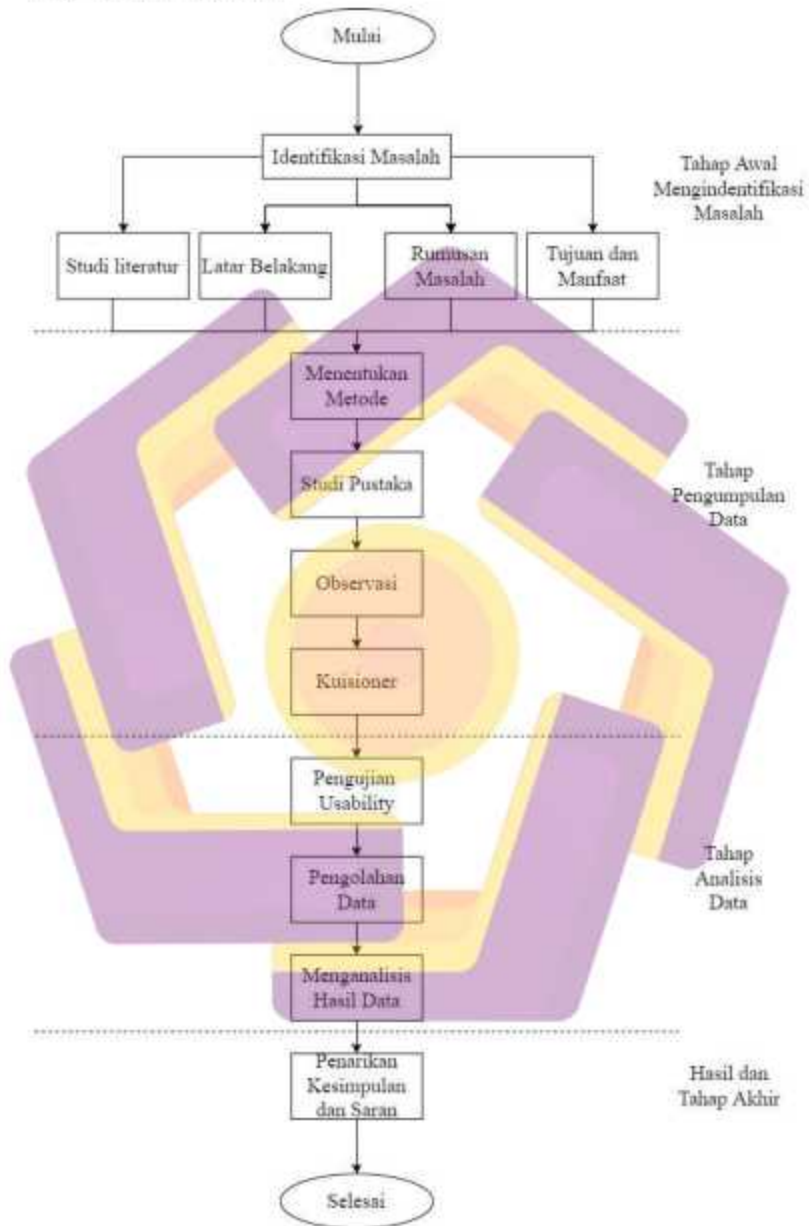 Mulai
Identifikasi Masalah
Tahap Awal
Mengindentifikasi
Masalah
Studi literatur
Latar Belakang
Rumusan
Masalah
Tujuan dan
Manfaat
Menentukan
Metode
Studi Pustaka
Tahap
Pengumpulan
Data
Observasi
Kuisioner
Pengujian
Usability
Pengolahan
Data
Tahap
Analisis
Data
Menganalisis
Hasil Data
Penarikan
Kesimpulan
dan Saran
Hasil dan
Tahap Akhir
Selesai